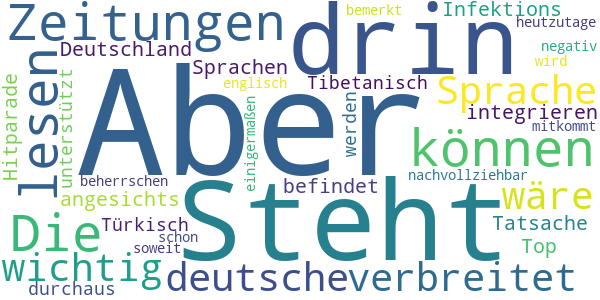 Zeitungen
drin
bemerkt
Infektions
heutzutage
Deutschland
negativ
Sprachen
wird
lesen
Aber
englisch
Tibetanisch
Hitparade
unterstützt
Sprache
einigermaßen
werden
integrieren
mitkommt
können
nachvollziehbar
beherrschen
befindet
Steht
angesichts
wäre
Die
Türkisch
Tatsache
schon
soweit
Top
wichtig
deutsche
verbreitet
durchaus